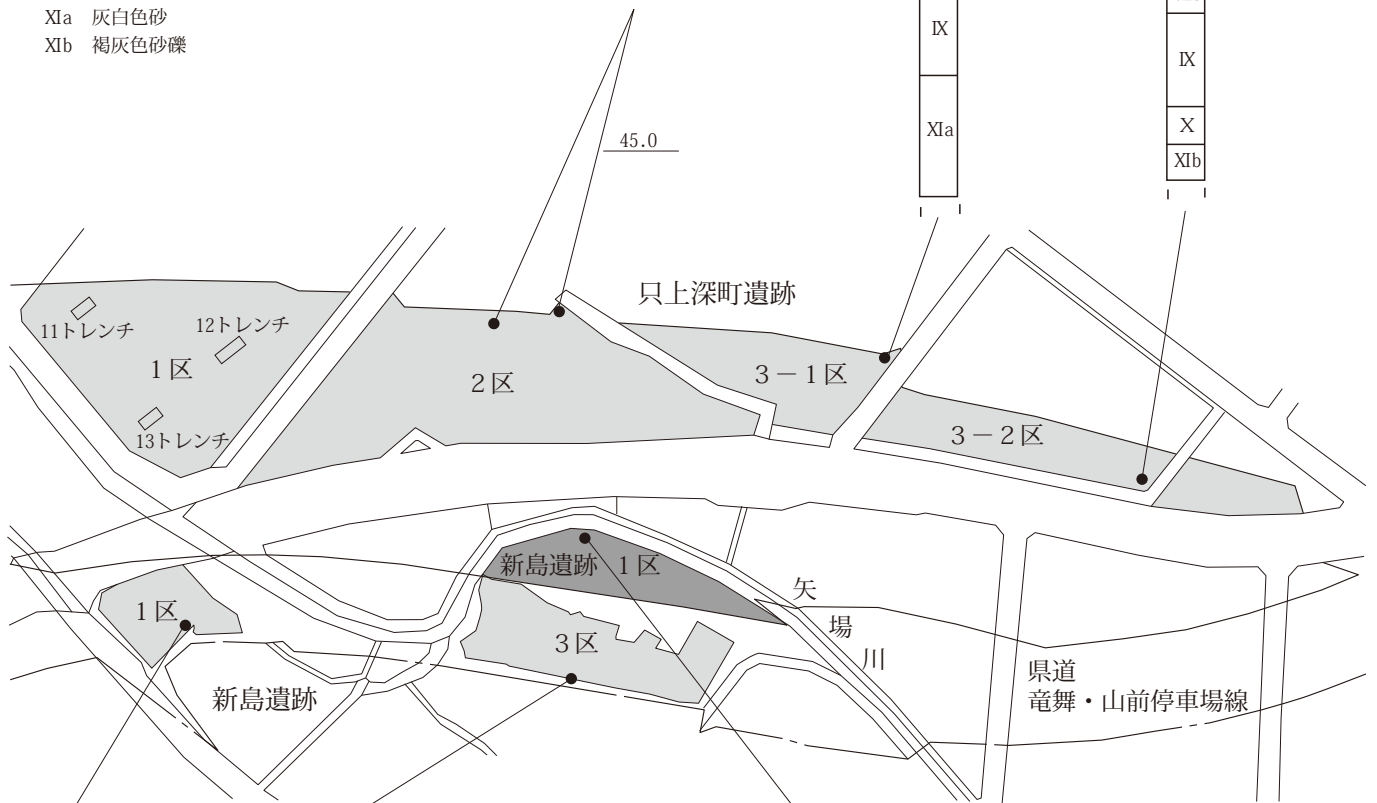 Ⅺa 灰白色砂
Ⅺb 褐灰色砂礫
Ⅸ
Ⅺa
Ⅸ
Ⅹ
Ⅺb
45.0
只上深町遺跡
11トレンチ
12トレンチ
1区
13トレンチ
2区
3－1区
3－2区
新島遺跡 1区
1区
3区
新島遺跡
矢
場
川
県道
竜舞・山前停車場線